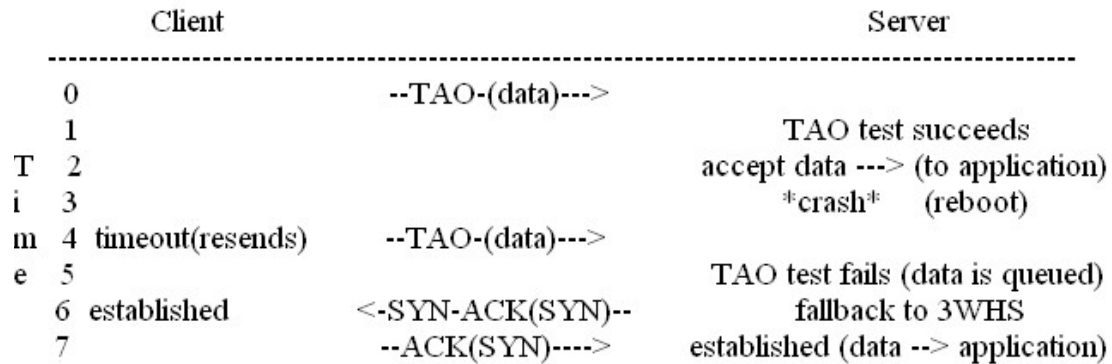 Client Server
--------------------------------------------------------------------------------
0 --TAO-(data)--->
1 TAO test succeeds
T 2 accept data ---> (to application)
i 3 *crash* (reboot)
m 4 timeout(resends) --TAO-(data)--->
e 5 TAO test fails (data is queued)
6 established <-SYN-ACK(SYN)-- fallback to 3WHS
7 --ACK(SYN)----> established (data --> application)